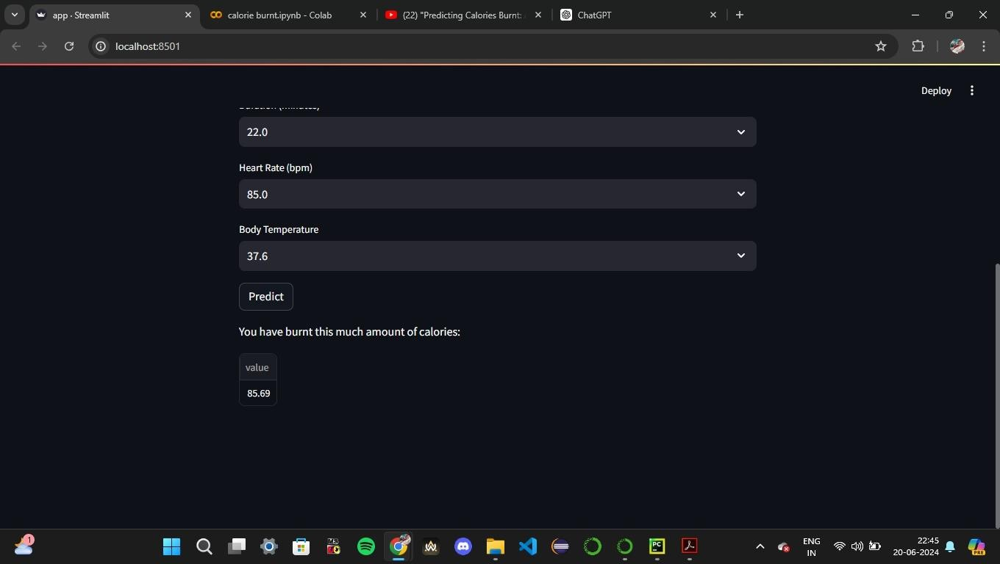 app · Streamlit
calorie burnt.ipynb - Colab
(22) "Predicting Calories Burnt:
ChatGPT
localhost:8501
Deploy
22.0
Heart Rate (bpm)
85.0
Body Temperature
37.6
Predict
You have burnt this much amount of calories:
value
85.69
1
PC
PRE
ENG
IN
22:45
20-06-2024